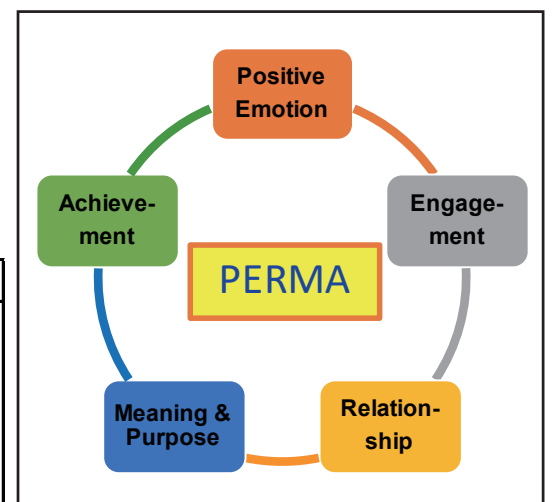 Positive
Emotion
Engage-
ment
Relation-
ship
Meaning &
Purpose
Achieve-
ment
PERMA